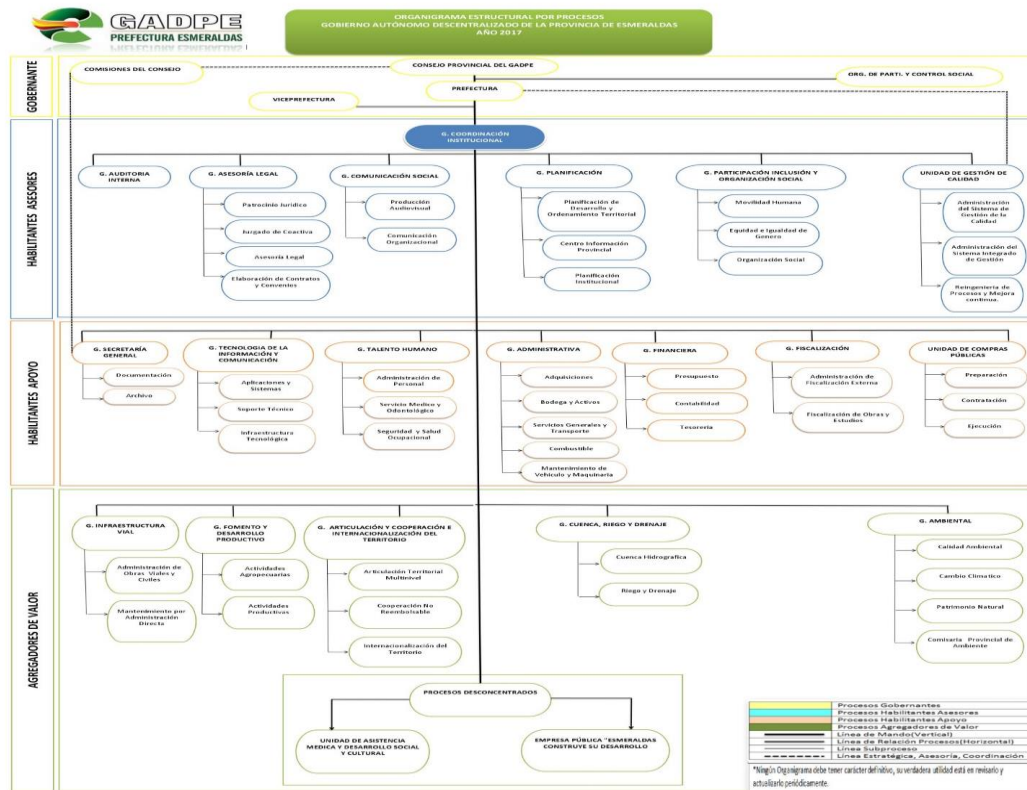 GADPE
PREFECTURA ESMERALDAS
ORGANIGRAMA ESTRUCTURAL POR PROCESOS
GOBIERNO AUTÓNOMO DESCENTRALIZADO DE LA PROVINCIA DE ESMERALDAS
AÑO 2017
GOBERNANTE
COMISIONES DEL CONSEJO
CONSEJO PROVINCIAL DEL GADPE
ORG. DE PARTI. Y CONTROL SOCIAL
PREFECTURA
VICEPREFECTURA
HABILITANTES ASESORES
G. COORDINACIÓN
INSTITUCIONAL
G. AUDITORIA
INTERNA
G. ASESORÍA LEGAL
Patrocinio Jurídico
Jurgado de Coactiva
Asesoría Legal
Elaboración de Contratos
y Convenios
G. COMUNICACIÓN SOCIAL
Producción
Audiovisual
Comunicación
Organizacional
G. PLANIFICACIÓN
Planificación de
Desarrollo y
Ordenamiento Territorial
Centro Información
Provincial
Planificación
Institucional
G. PARTICIPACIÓN INCLUSIÓN Y
ORGANIZACIÓN SOCIAL
Movilidad Humana
Equidad e Igualdad de
Genero
Organización Social
UNIDAD DE GESTIÓN DE
CALIDAD
Administración
del Sistema de
Gestión de la
Calidad
Administración del
Sistema Integrado
de Gestión
Reingeniería de
Procesos y Mejora
continua.
HABILITANTES APOYO
G. SECRETARÍA
GENERAL
Documentación
Archivo
G. TECNOLOGIA DE LA
INFORMACIÓN Y
COMUNICACIÓN
Aplicaciones y
Sistemas
Soporte Técnico
Infraestructura
Tecnológica
G. TALENTO HUMANO
Administración de
Personal
Servicio Medico y
Odontológico
Seguridad y Salud
Ocupacional
G. ADMINISTRATIVA
Adquisiciones
Bodega y Activos
Servicios Generales y
Transporte
Combustible
Mantenimiento de
Vehículo y Maquinaria
G. FINANCIERA
Presupuesto
Contabilidad
Tesorería
G. FISCALIZACIÓN
Administración de
Fiscalización Externa
Fiscalización de Obras y
Estudios
UNIDAD DE COMPRAS
PÚBLICAS
Preparación
Contratación
Ejecución
AGREGADORES DE VALOR
G. INFRAESTRUCTURA
VIAL
Administración de
Obras Viales y
Civiles
Mantenimiento por
Administración
Directa
G. FOMENTO Y
DESARROLLO
PRODUCTIVO
Actividades
Agropecuarias
Actividades
Productivos
G. ARTICULACIÓN Y COOPERACIÓN E
INTERNACIONALIZACIÓN DEL
TERRITORIO
Articulación Territorial
Multinivel
Cooperación No
Reembolsable
Internacionalización del
Territorio
G. CUENCA, RIEGO Y DRENAJE
Cuenca Hidrografica
Riego y Drenaje
G. AMBIENTAL
Calidad Ambiental
Cambio Climatico
Patrimonio Natural
Comisaria Provincial de
Ambiente
PROCESOS DESCONCENTRADOS
UNIDAD DE ASISTENCIA
MEDICA Y DESARROLLO SOCIAL
Y CULTURAL
EMPRESA PÚBLICA "ESMERALDAS
CONSTRUYE SU DESARROLLO
Procesos Gobernantes
Procesos Habilitantes Asesores
Procesos Habilitantes Apoyo
Procesos Agregadores de Valor
Línea de Mando(Vertical)
Línea de Relación Procesos(Horizontal)
Línea Subproceso
Línea Estratégica, Asesoría, Coordinación
*Ningún Organigrama debe tener carácter definitivo, su verdadera utilidad está en revisarlo y
actualizarlo periódicamente.